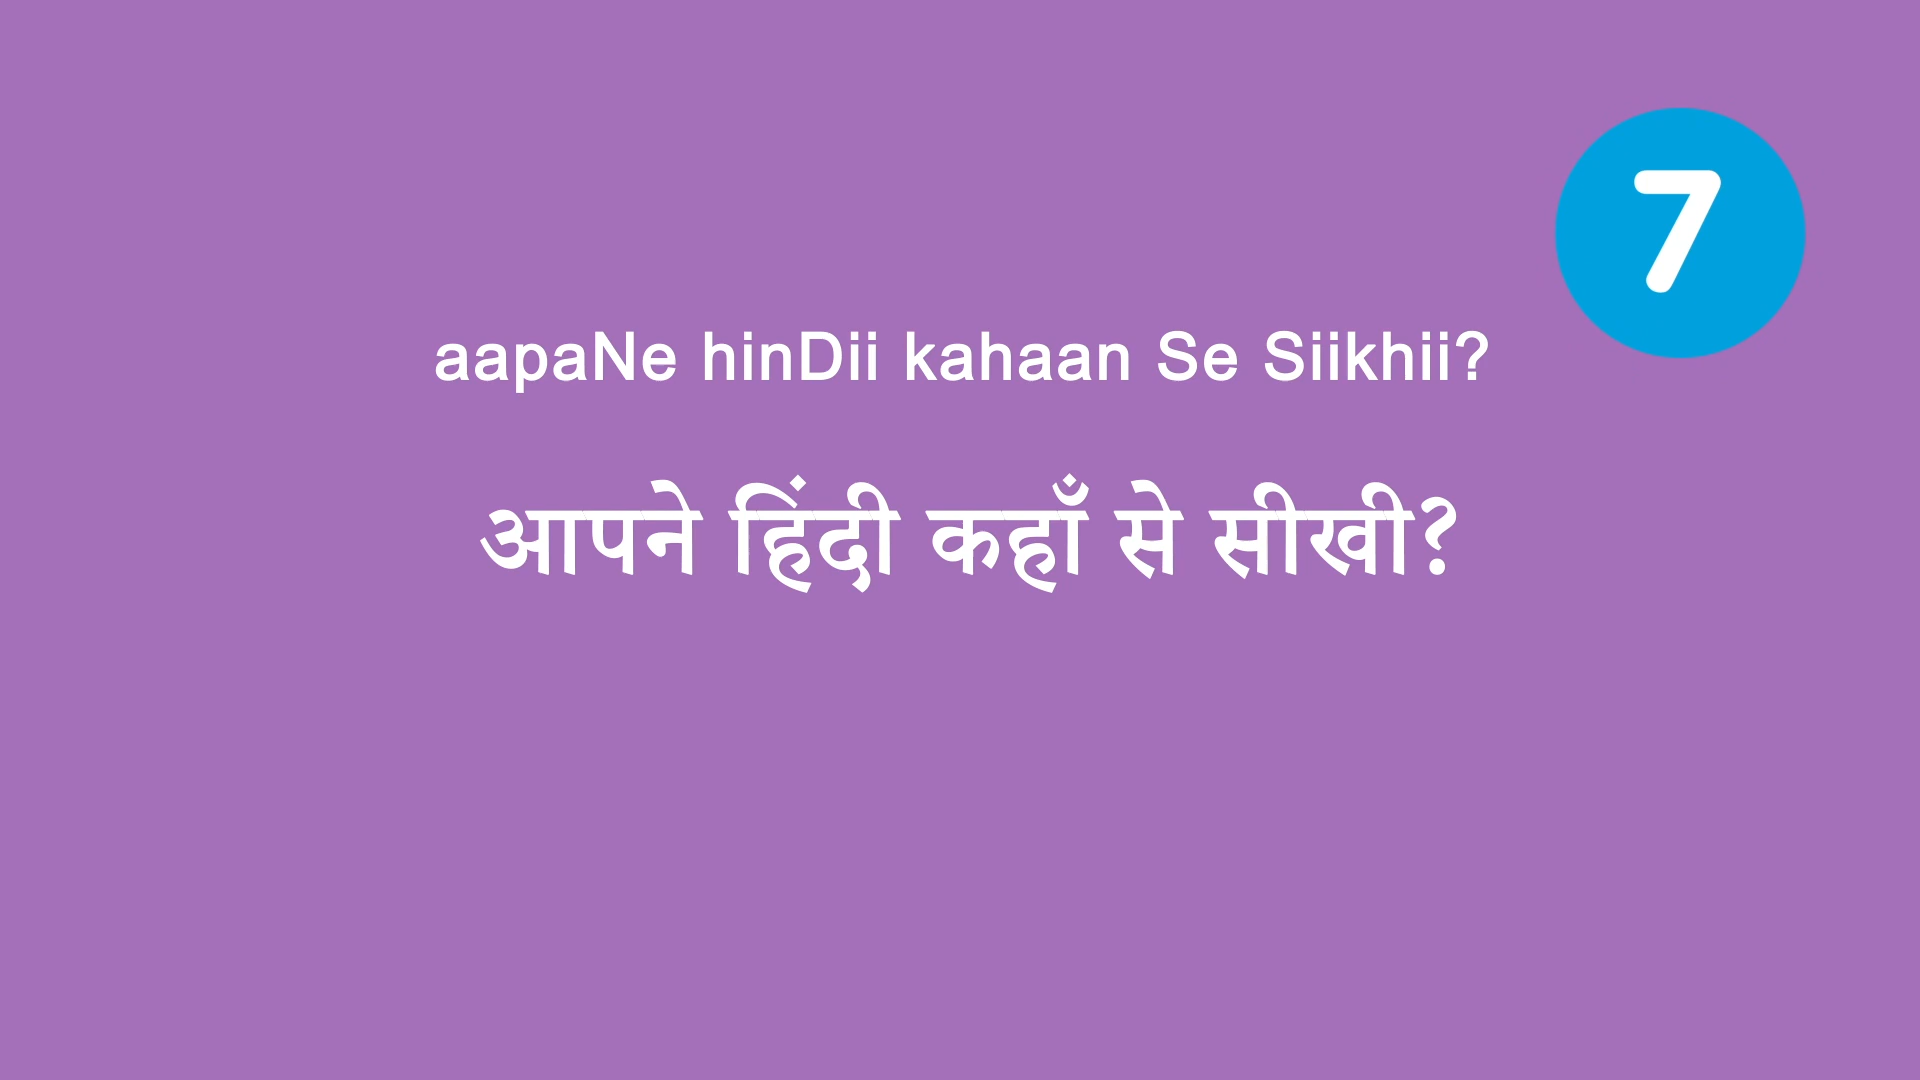 7
aapaNe hinDii kahaan Se Siikhii?
आपने हिंदी कहाँ से सीखी?